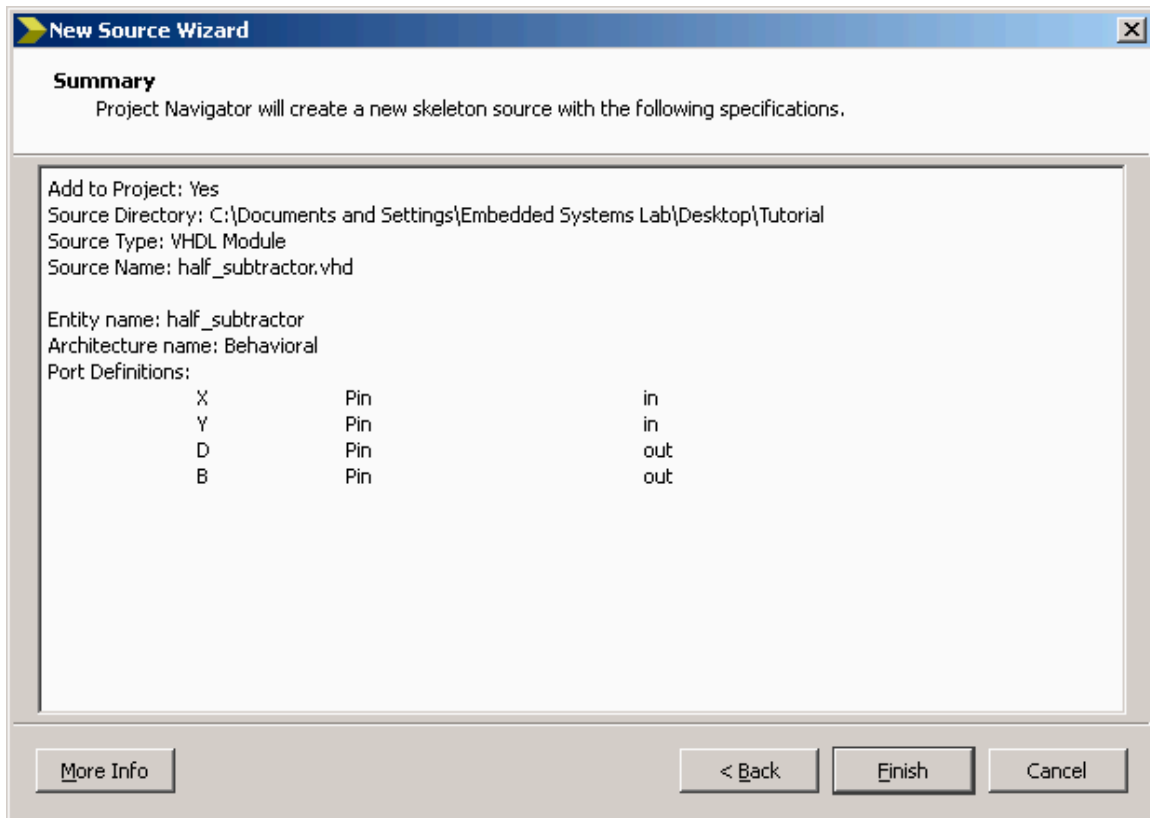 New Source Wizard
Summary
Project Navigator will create a new skeleton source with the following specifications.
Add to Project: Yes
Source Directory: C:\Documents and Settings\Embedded Systems Lab\Desktop\Tutorial
Source Type: VHDL Module
Source Name: half_subtractor.vhd
Entity name: half_subtractor
Architecture name: Behavioral
Port Definitions:
X Pin in
Y Pin in
D Pin out
B Pin out
More Info < Back Finish Cancel